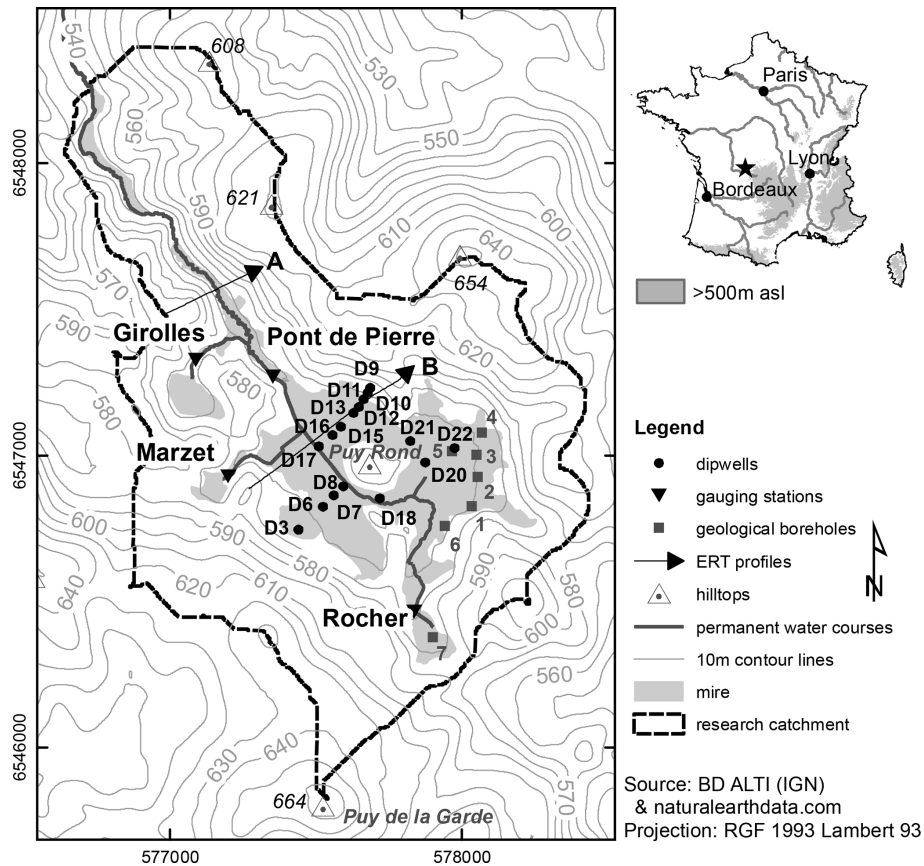 540
608
530
560
550
6548000
621
590
610
600
640
654
570
Girolles
590
A
Pont de Pierre
580
620
B
D9
D11
D10
D13
D12
D16
D15
D21
D22
4
5
3
580
Marzet
D17
Puy Rond
D20
6547000
D8
D6
D7
D18
2
1
D3
6
600
590
580
590
640
620
610
Rocher
600
7
560
6546000
630
640
664
Puy de la Garde
570
577000
578000
Paris
Lyon
Bordeaux
>500m asl
Legend
dipwells
gauging stations
geological boreholes
ERT profiles
hilltops
permanent water courses
10m contour lines
mire
research catchment
N
Source: BD ALTI (IGN)
& naturalearthdata.com
Projection: RGF 1993 Lambert 93